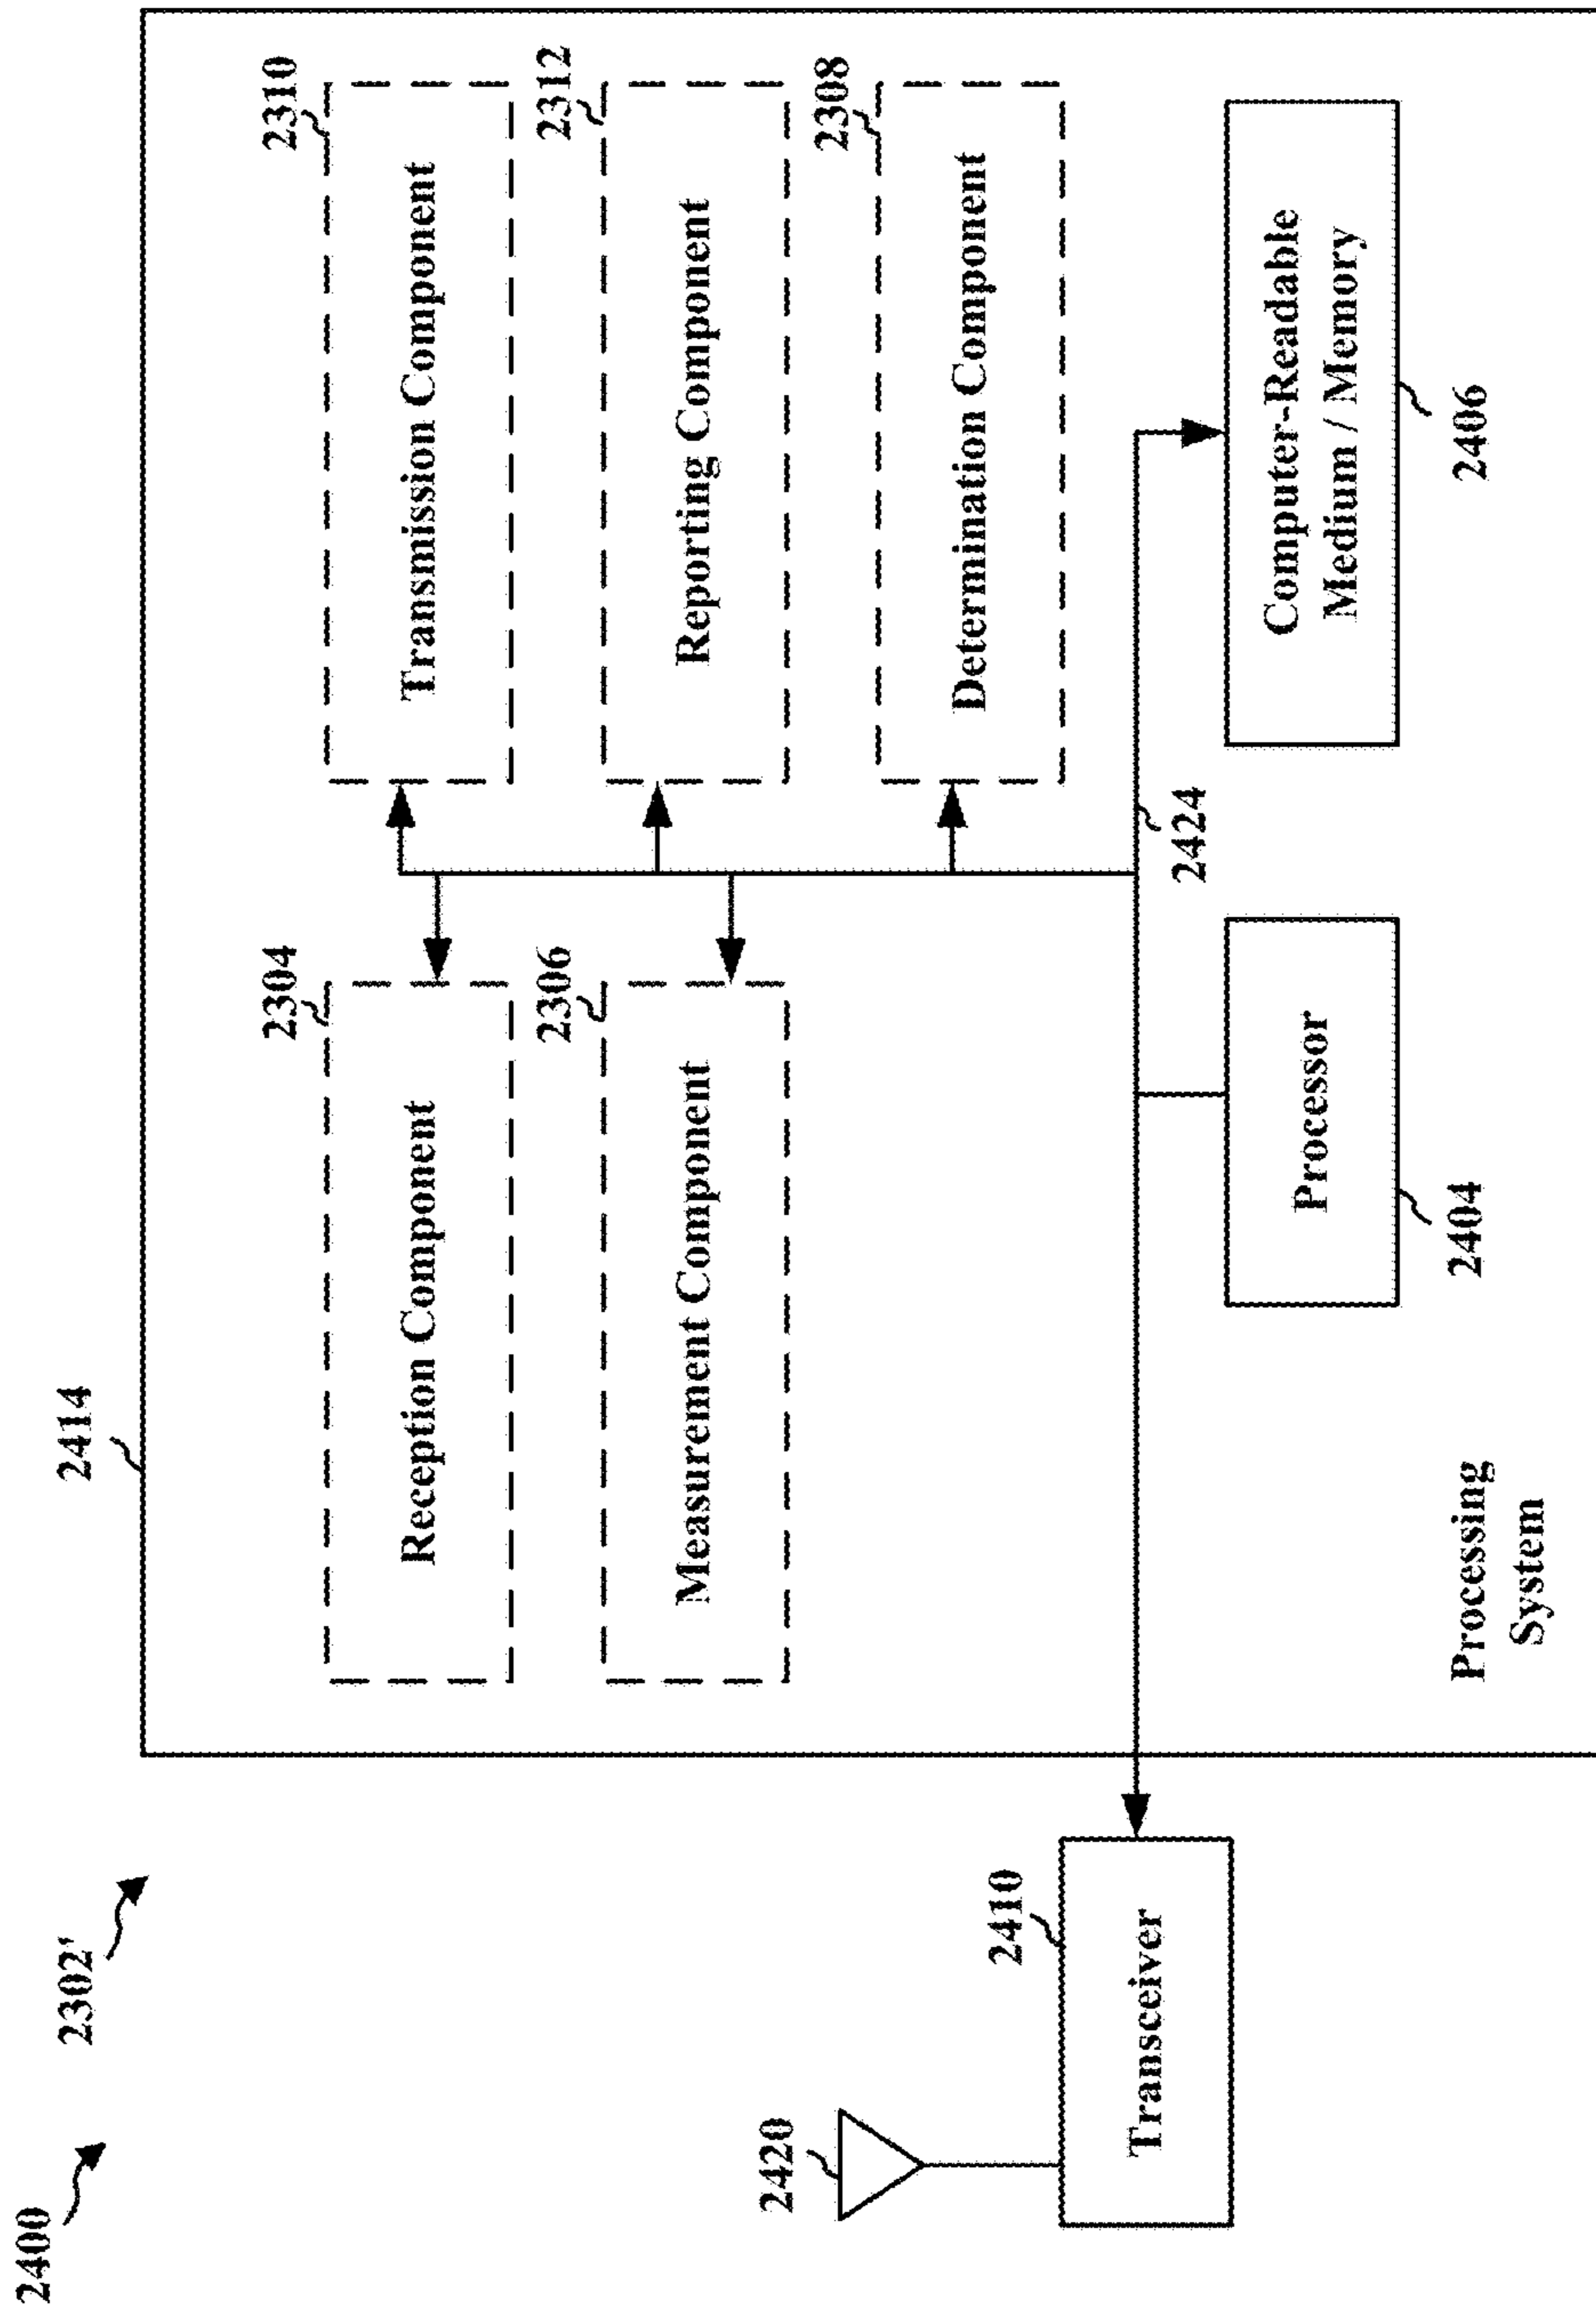 2400
2302'
2414
2304
Reception Component
2310
Transmission Component
2306
Measurement Component
2312
Reporting Component
2308
Determination Component
2420
2410
Transceiver
2424
Processor
2404
Computer-Readable
Medium / Memory
2406
Processing
System